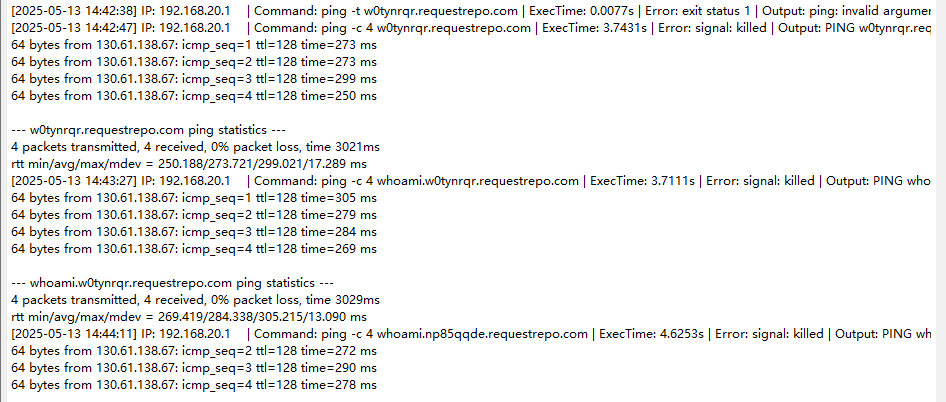 [2025-05-13 14:42:38] IP: 192.168.20.1 | Command: ping -t w0tynrqr.requestrepo.com | ExecTime: 0.0077s | Error: exit status 1 | Output: ping: invalid argumen
[2025-05-13 14:42:47] IP: 192.168.20.1 | Command: ping -c 4 w0tynrqr.requestrepo.com | ExecTime: 3.7431s | Error: signal: killed | Output: PING w0tynrqr.req
64 bytes from 130.61.138.67: icmp_seq=1 ttl=128 time=273 ms
64 bytes from 130.61.138.67: icmp_seq=2 ttl=128 time=273 ms
64 bytes from 130.61.138.67: icmp_seq=3 ttl=128 time=299 ms
64 bytes from 130.61.138.67: icmp_seq=4 ttl=128 time=250 ms
--- w0tynrqr.requestrepo.com ping statistics ---
4 packets transmitted, 4 received, 0% packet loss, time 3021ms
rtt min/avg/max/mdev = 250.188/273.721/299.021/17.289 ms
[2025-05-13 14:43:27] IP: 192.168.20.1 | Command: ping -c 4 whoami.w0tynrqr.requestrepo.com | ExecTime: 3.7111s | Error: signal: killed | Output: PING who
64 bytes from 130.61.138.67: icmp_seq=1 ttl=128 time=305 ms
64 bytes from 130.61.138.67: icmp_seq=2 ttl=128 time=279 ms
64 bytes from 130.61.138.67: icmp_seq=3 ttl=128 time=284 ms
64 bytes from 130.61.138.67: icmp_seq=4 ttl=128 time=269 ms
--- whoami.w0tynrqr.requestrepo.com ping statistics ---
4 packets transmitted, 4 received, 0% packet loss, time 3029ms
rtt min/avg/max/mdev = 269.419/284.338/305.215/13.090 ms
[2025-05-13 14:44:11] IP: 192.168.20.1 | Command: ping -c 4 whoami.np85qqde.requestrepo.com | ExecTime: 4.6253s | Error: signal: killed | Output: PING wh
64 bytes from 130.61.138.67: icmp_seq=2 ttl=128 time=272 ms
64 bytes from 130.61.138.67: icmp_seq=3 ttl=128 time=290 ms
64 bytes from 130.61.138.67: icmp_seq=4 ttl=128 time=278 ms